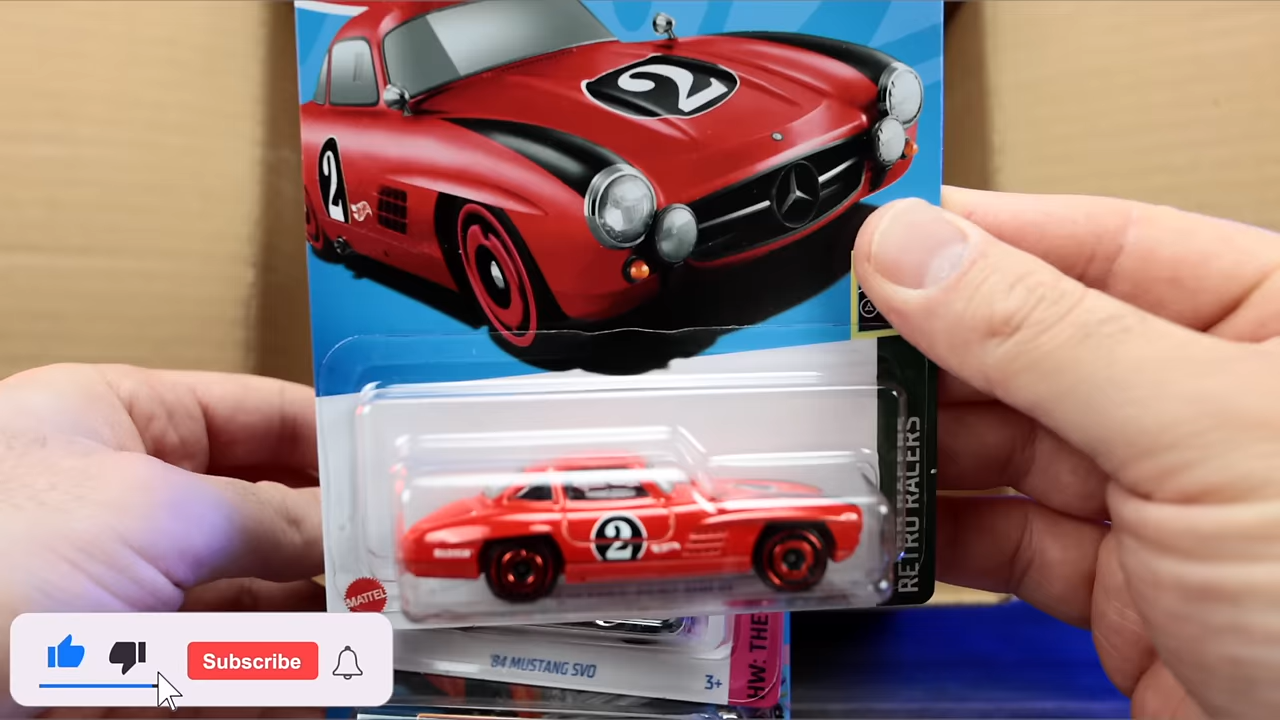 2
2
2
RETRO RACERS
MATTEL
'84 MUSTANG SVO
3+
HW: THE
Subscribe